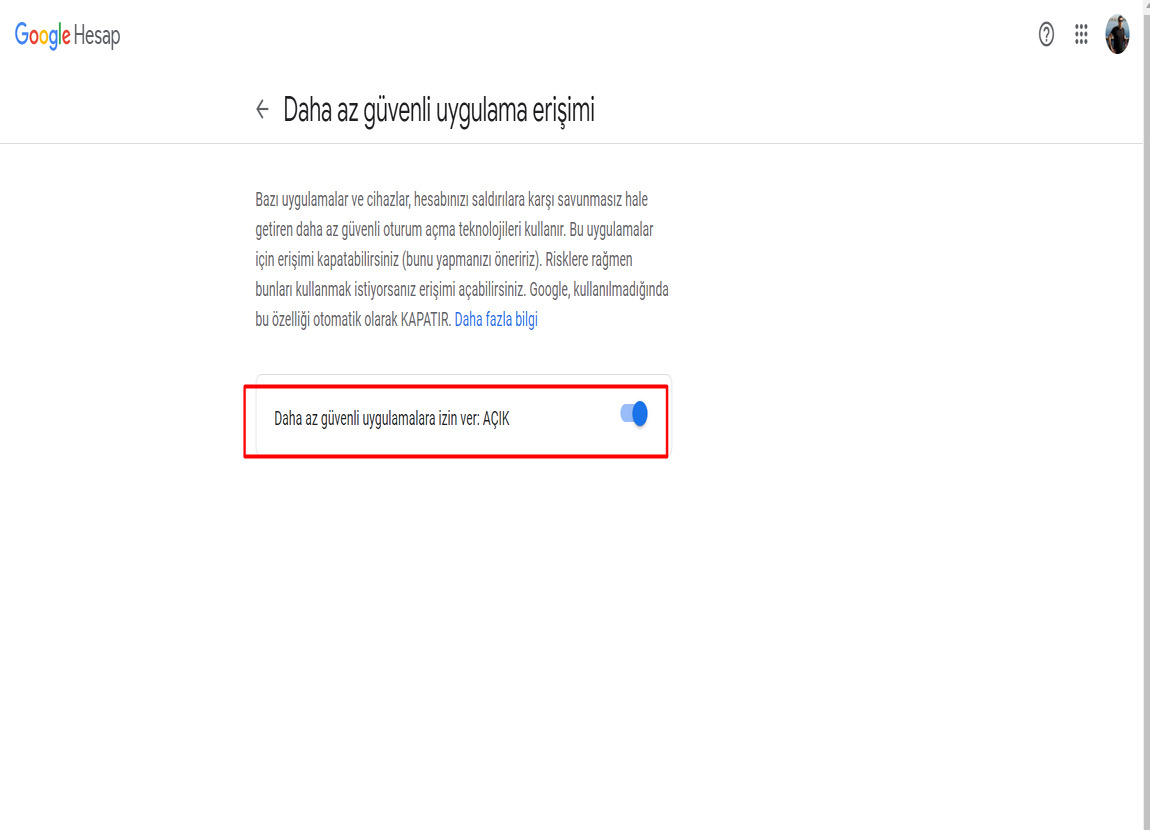 Google Hesap
Daha az güvenli uygulama erişimi
Bazı uygulamalar ve cihazlar, hesabınızı saldırılara karşı savunmasız hale
getiren daha az güvenli oturum açma teknolojileri kullanır. Bu uygulamalar
için erişimi kapatabilirsiniz (bunu yapmanızı öneririz). Risklere rağmen
bunları kullanmak istiyorsanız erişimi açabilirsiniz. Google, kullanılmadığında
bu özelliği otomatik olarak KAPATIR. Daha fazla bilgi
Daha az güvenli uygulamalara izin ver: AÇIK